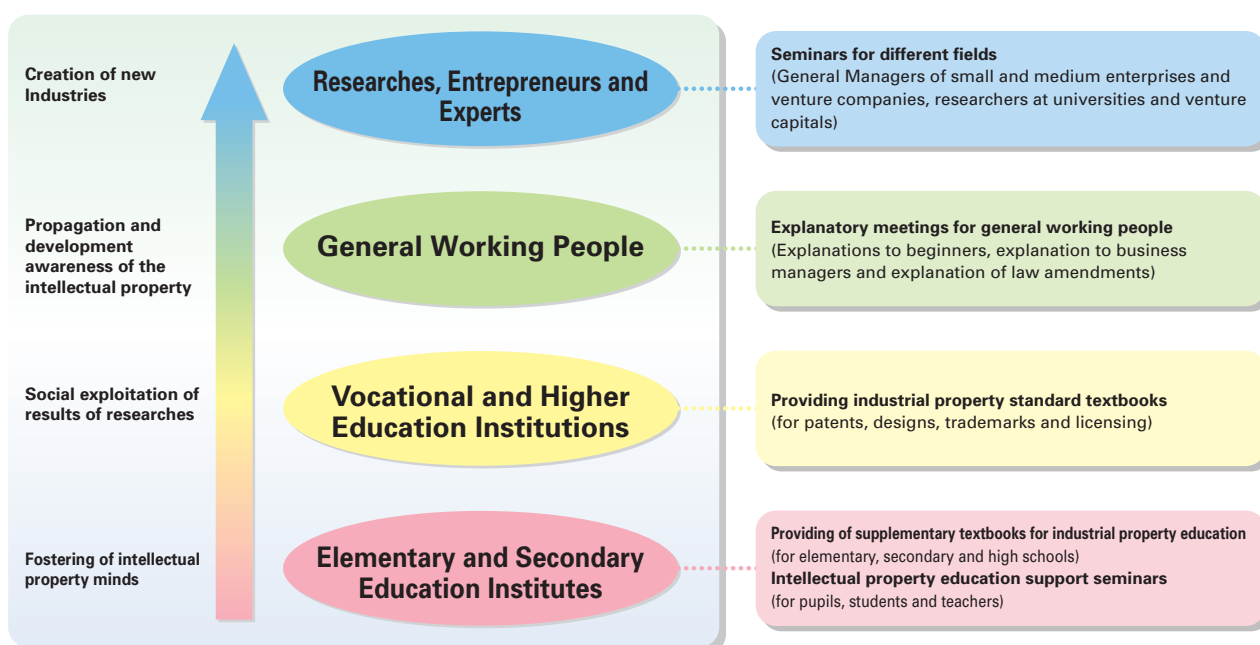 Creation of new
Industries
Researches, Entrepreneurs and
Experts
Seminars for different fields
(General Managers of small and medium enterprises and
venture companies, researchers at universities and venture
capitals)
Propagation and
development
awareness of the
intellectual property
General Working People
Explanatory meetings for general working people
(Explanations to beginners, explanation to business
managers and explanation of law amendments)
Social exploitation of
results of researches
Vocational and Higher
Education Institutions
Providing industrial property standard textbooks
(for patents, designs, trademarks and licensing)
Fostering of intellectual
property minds
Elementary and Secondary
Education Institutes
Providing of supplementary textbooks for industrial property education
(for elementary, secondary and high schools)
Intellectual property education support seminars
(for pupils, students and teachers)